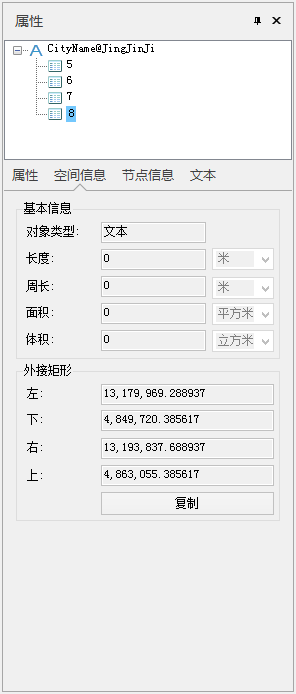 属性
CityName@JingJinJi
5
6
7
8
属性 空间信息 节点信息 文本
基本信息
对象类型: 文本
长度: 0 米
周长: 0 米
面积: 0 平方米
体积: 0 立方米
外接矩形
左: 13,179,969.288937
下: 4,849,720.385617
右: 13,193,837.688937
上: 4,863,055.385617
复制